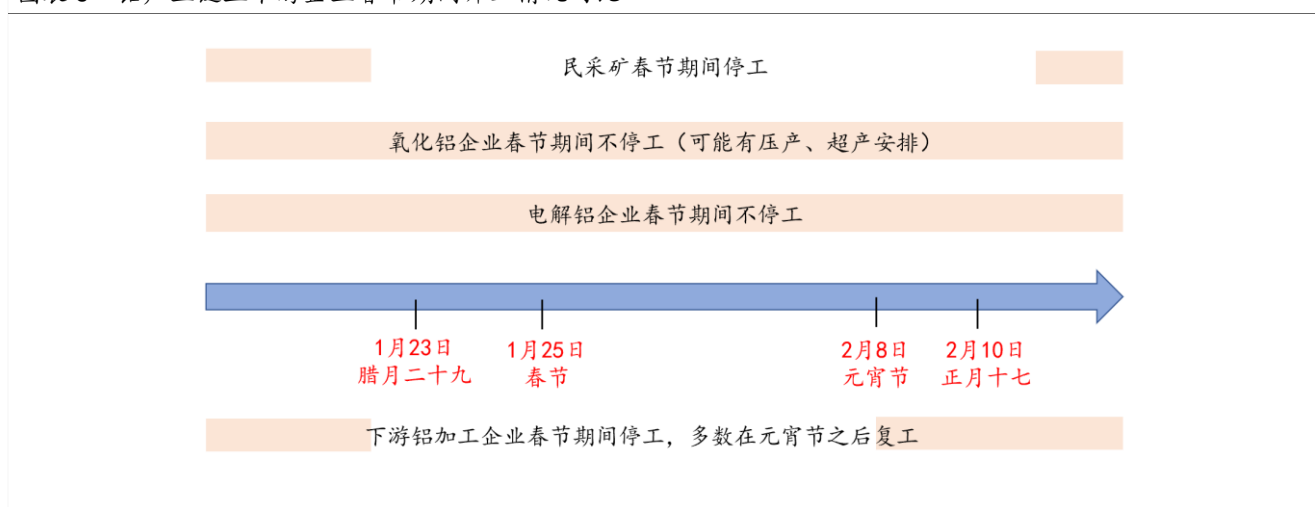 民采矿春节期间停工
氧化铝企业春节期间不停工（可能有压产、超产安排）
电解铝企业春节期间不停工
1月23日
腊月二十九
1月25日
春节
2月8日
元宵节
2月10日
正月十七
下游铝加工企业春节期间停工，多数在元宵节之后复工